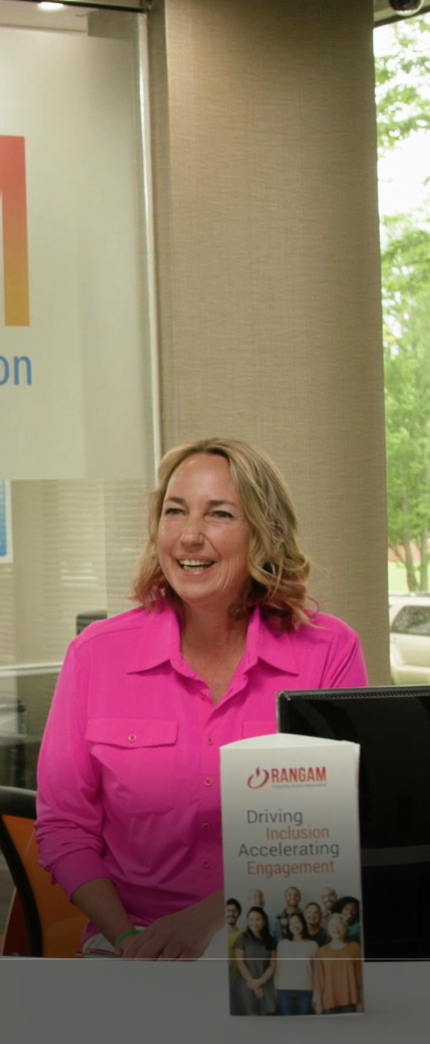 on
RANGAM
Driving
Inclusion
Accelerating
Engagement